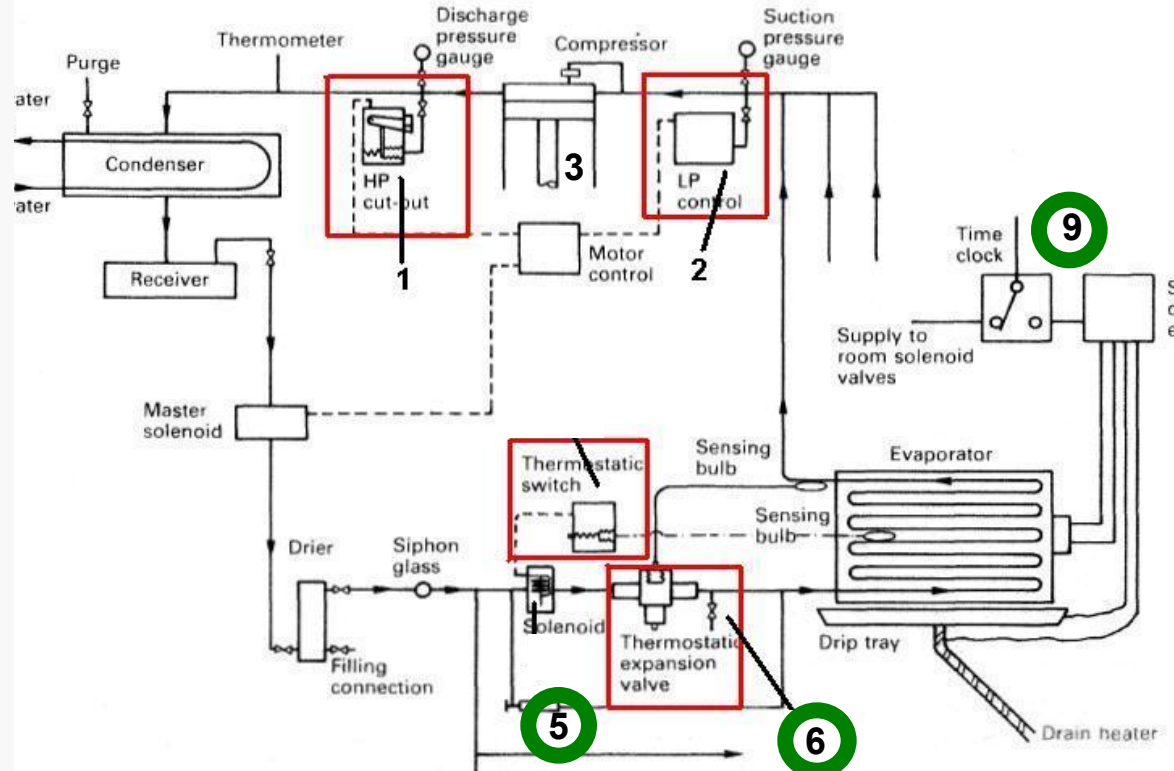 Discharge
pressure
gauge
Suction
pressure
gauge
Thermometer
Compressor
Purge
ater
Condenser
ater
HP
cut-out
3
LP
control
1
2
Motor
control
Receiver
Time
clock
9
S
Supply to
room solenoid
valves
Master
solenoid
Sensing
bulb
Evaporator
Thermostatic
switch
Sensing
bulb
Drier
Siphon
glass
Solenoid
Thermostatic
expansion
valve
Drip tray
Filling
connection
5
6
Drain heater